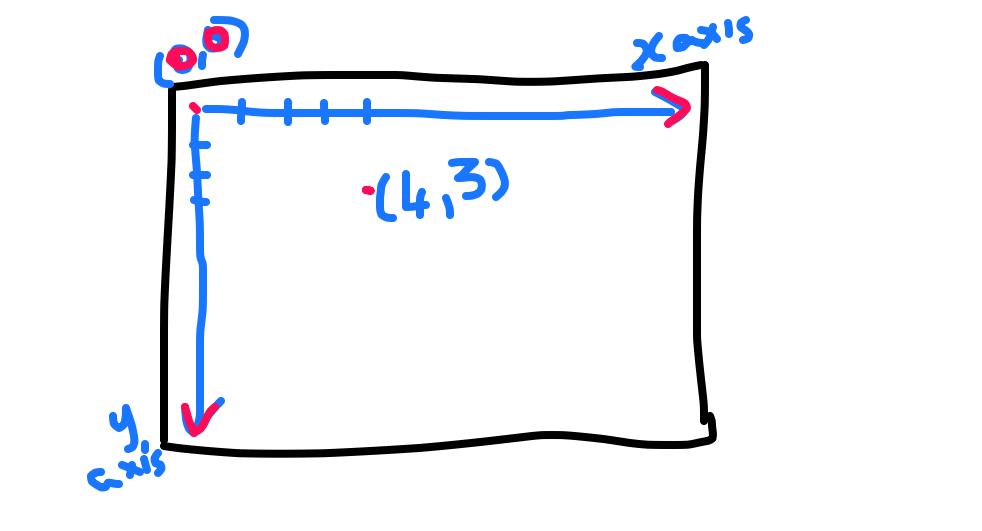 (0,0)
x axis
(4,3)
y
axis